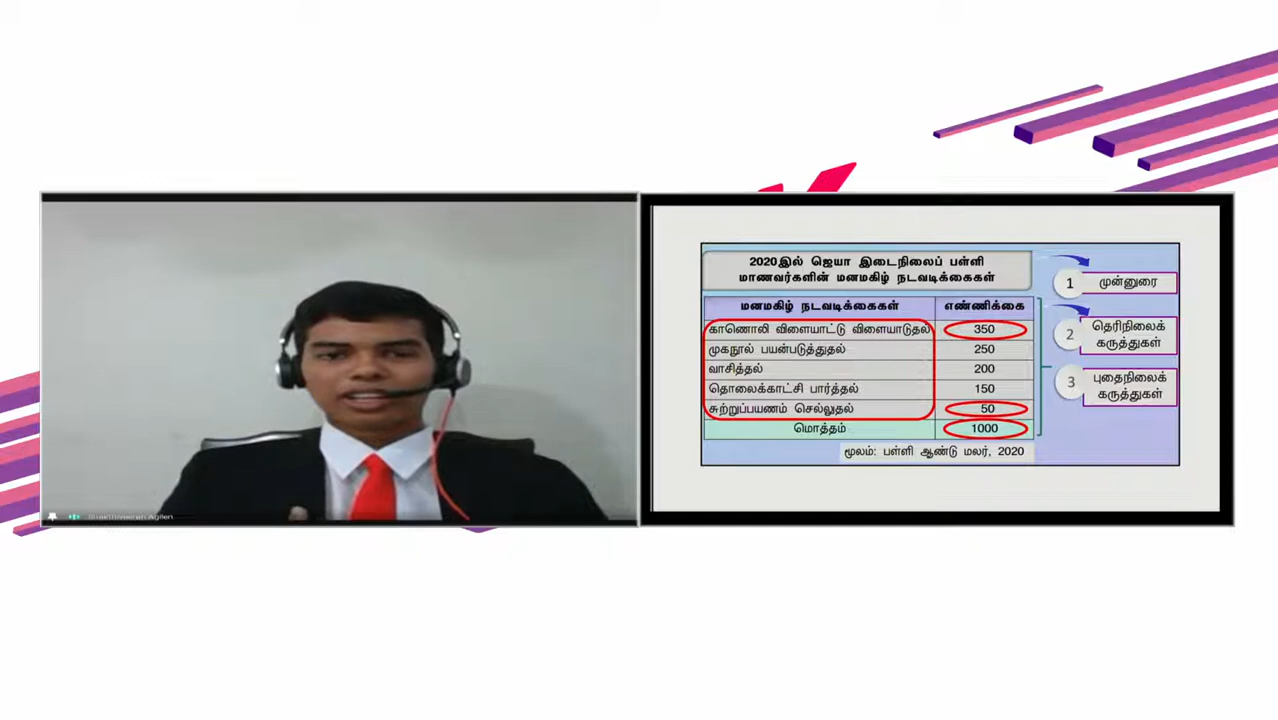 2020இல் ஜெயா இடைநிலைப் பள்ளி
மாணவர்களின் மனமகிழ் நடவடிக்கைகள்
மனமகிழ் நடவடிக்கைகள் எண்ணிக்கை
காணொலி விளையாட்டு விளையாடுதல் 350
முகநூல் பயன்படுத்துதல் 250
வாசித்தல் 200
தொலைக்காட்சி பார்த்தல் 150
சுற்றுப்பயணம் செல்லுதல் 50
மொத்தம் 1000
மூலம்: பள்ளி ஆண்டு மலர், 2020
1 முன்னுரை
2 தெரிநிலைக்
கருத்துகள்
3 புதைநிலைக்
கருத்துகள்